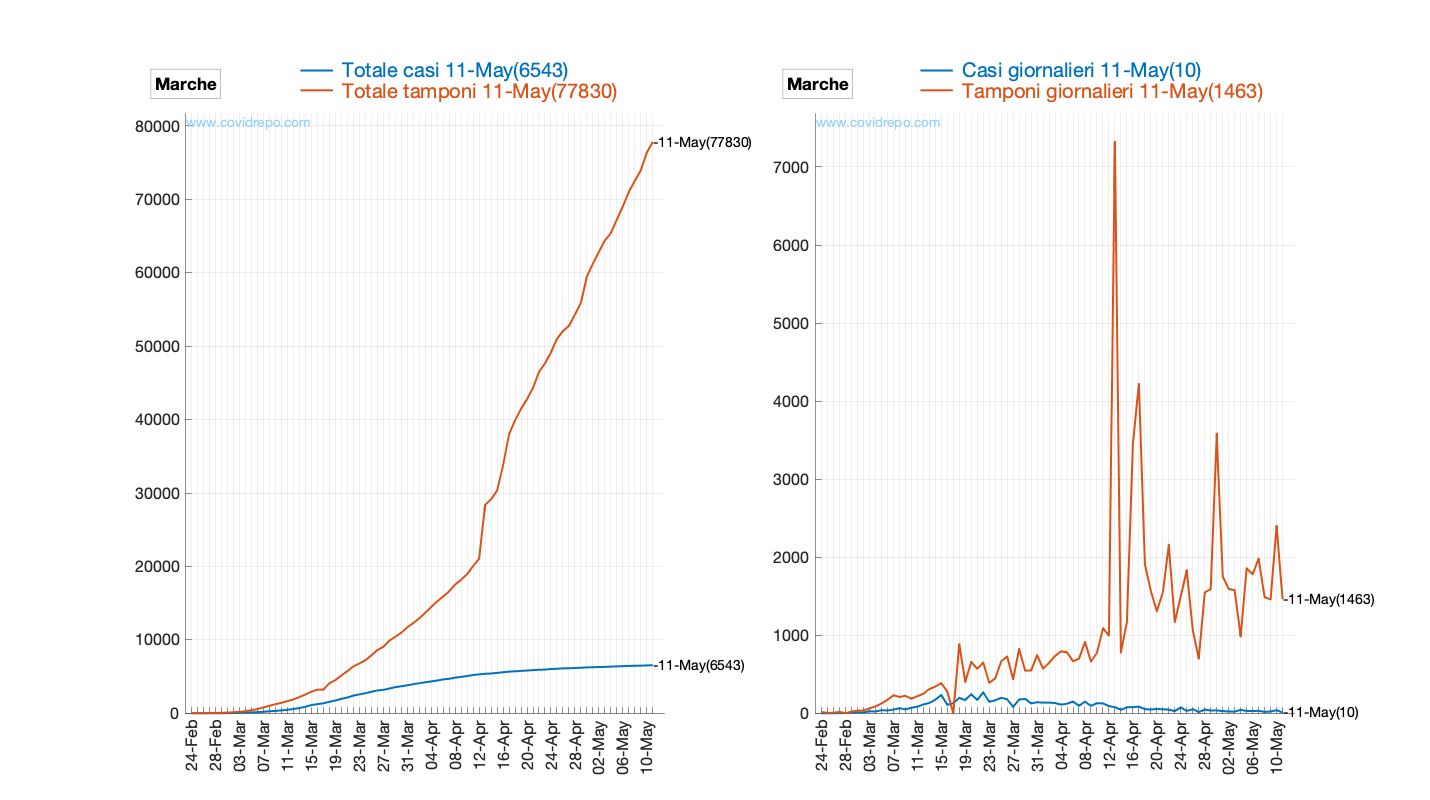 Marche
Totale casi 11-May(6543)
Totale tamponi 11-May(77830)
www.covidrepo.com
80000
70000
60000
50000
40000
30000
20000
10000
0
11-May(77830)
11-May(6543)
24-Feb
28-Feb
03-Mar
07-Mar
11-Mar
15-Mar
19-Mar
23-Mar
27-Mar
31-Mar
04-Apr
08-Apr
12-Apr
16-Apr
20-Apr
24-Apr
28-Apr
02-May
06-May
10-May
Marche
Casi giornalieri 11-May(10)
Tamponi giornalieri 11-May(1463)
www.covidrepo.com
7000
6000
5000
4000
3000
2000
1000
0
11-May(1463)
11-May(10)
24-Feb
28-Feb
03-Mar
07-Mar
11-Mar
15-Mar
19-Mar
23-Mar
27-Mar
31-Mar
04-Apr
08-Apr
12-Apr
16-Apr
20-Apr
24-Apr
28-Apr
02-May
06-May
10-May